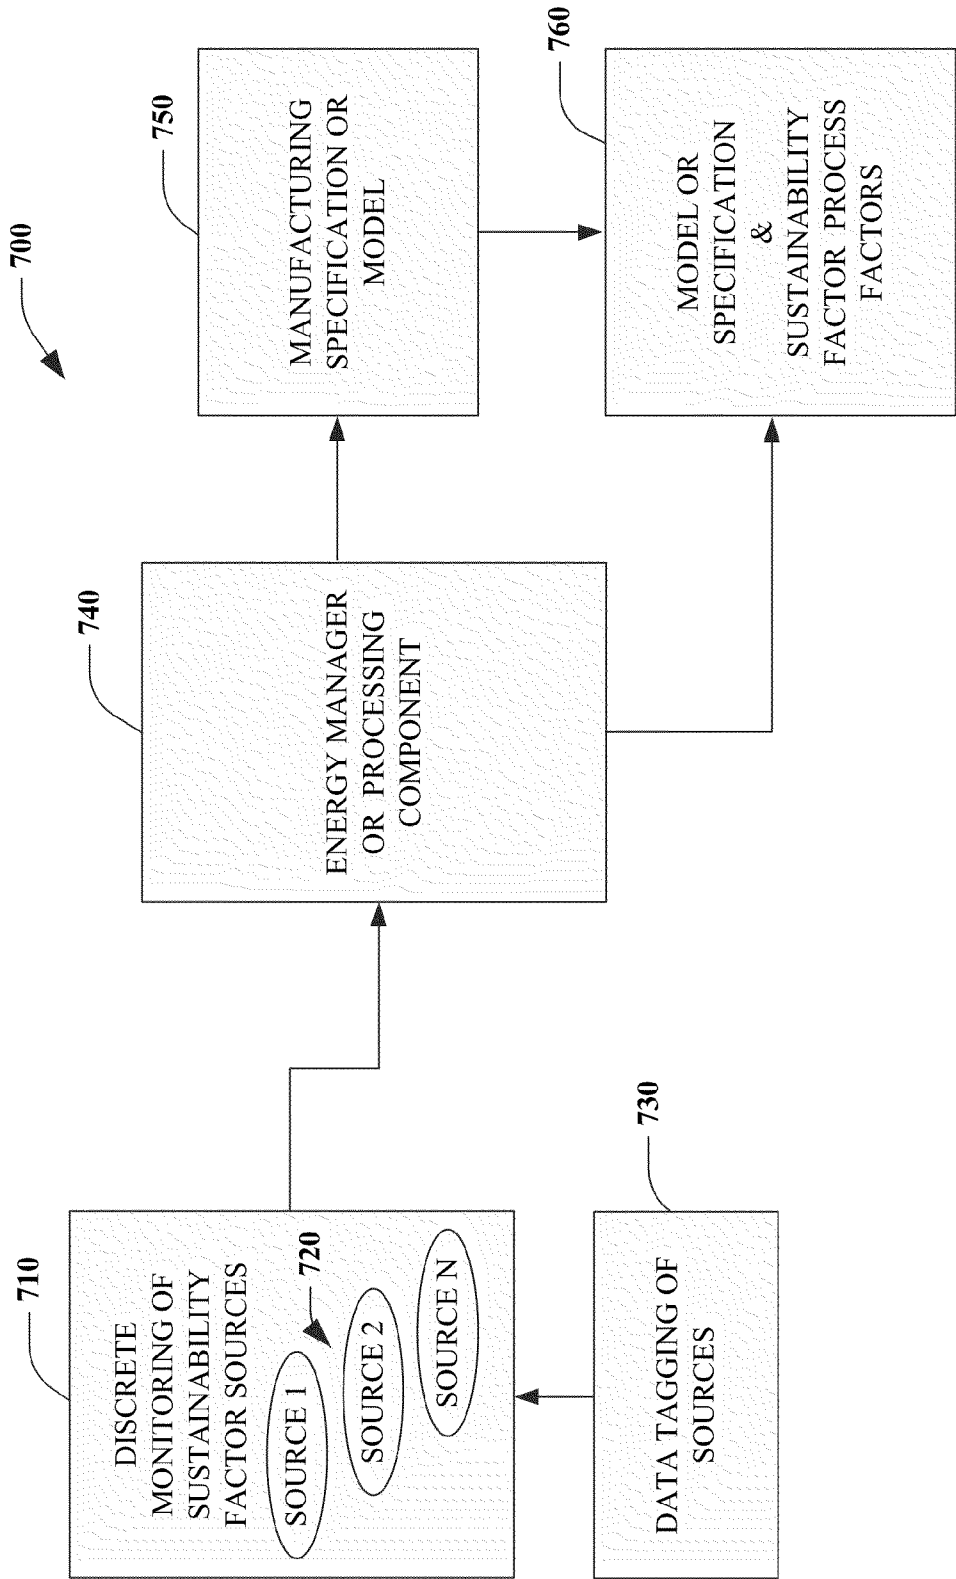 700
710
DISCRETE
MONITORING OF
SUSTAINABILITY
FACTOR SOURCES
720
SOURCE 1
SOURCE 2
SOURCE N
730
DATA TAGGING OF
SOURCES
740
ENERGY MANAGER
OR PROCESSING
COMPONENT
750
MANUFACTURING
SPECIFICATION OR
MODEL
760
MODEL OR
SPECIFICATION
&
SUSTAINABILITY
FACTOR PROCESS
FACTORS